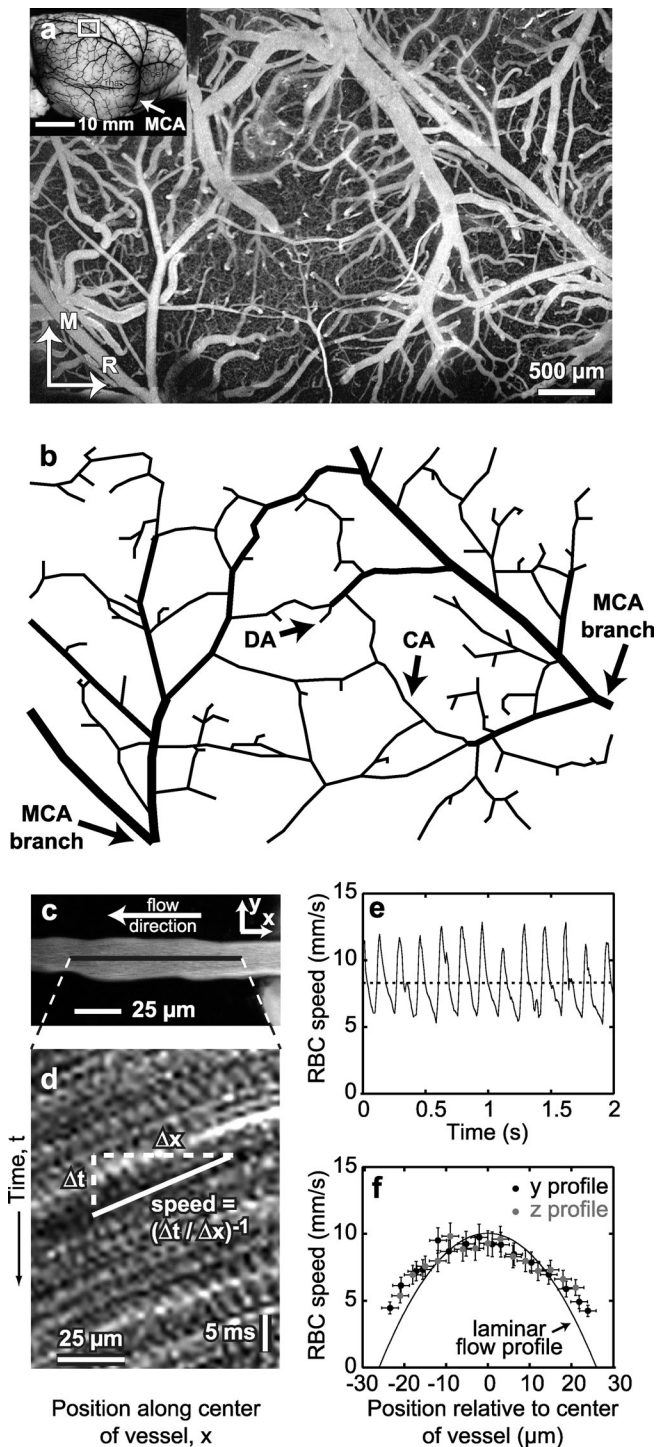 a
rhas
10 mm
MCA
M
R
500 µm
b
DA
CA
MCA
branch
MCA
branch
c
flow
direction
y
x
25 µm
d
Time, t
Δx
Δt
speed =
(Δt / Δx)-1
25 µm
5 ms
Position along center
of vessel, x
e
RBC speed (mm/s)
15
10
5
0
0
0.5
1
1.5
2
Time (s)
f
RBC speed (mm/s)
15
10
5
0
y profile
z profile
laminar
flow profile
-30
-20
-10
0
10
20
30
Position relative to center
of vessel (µm)